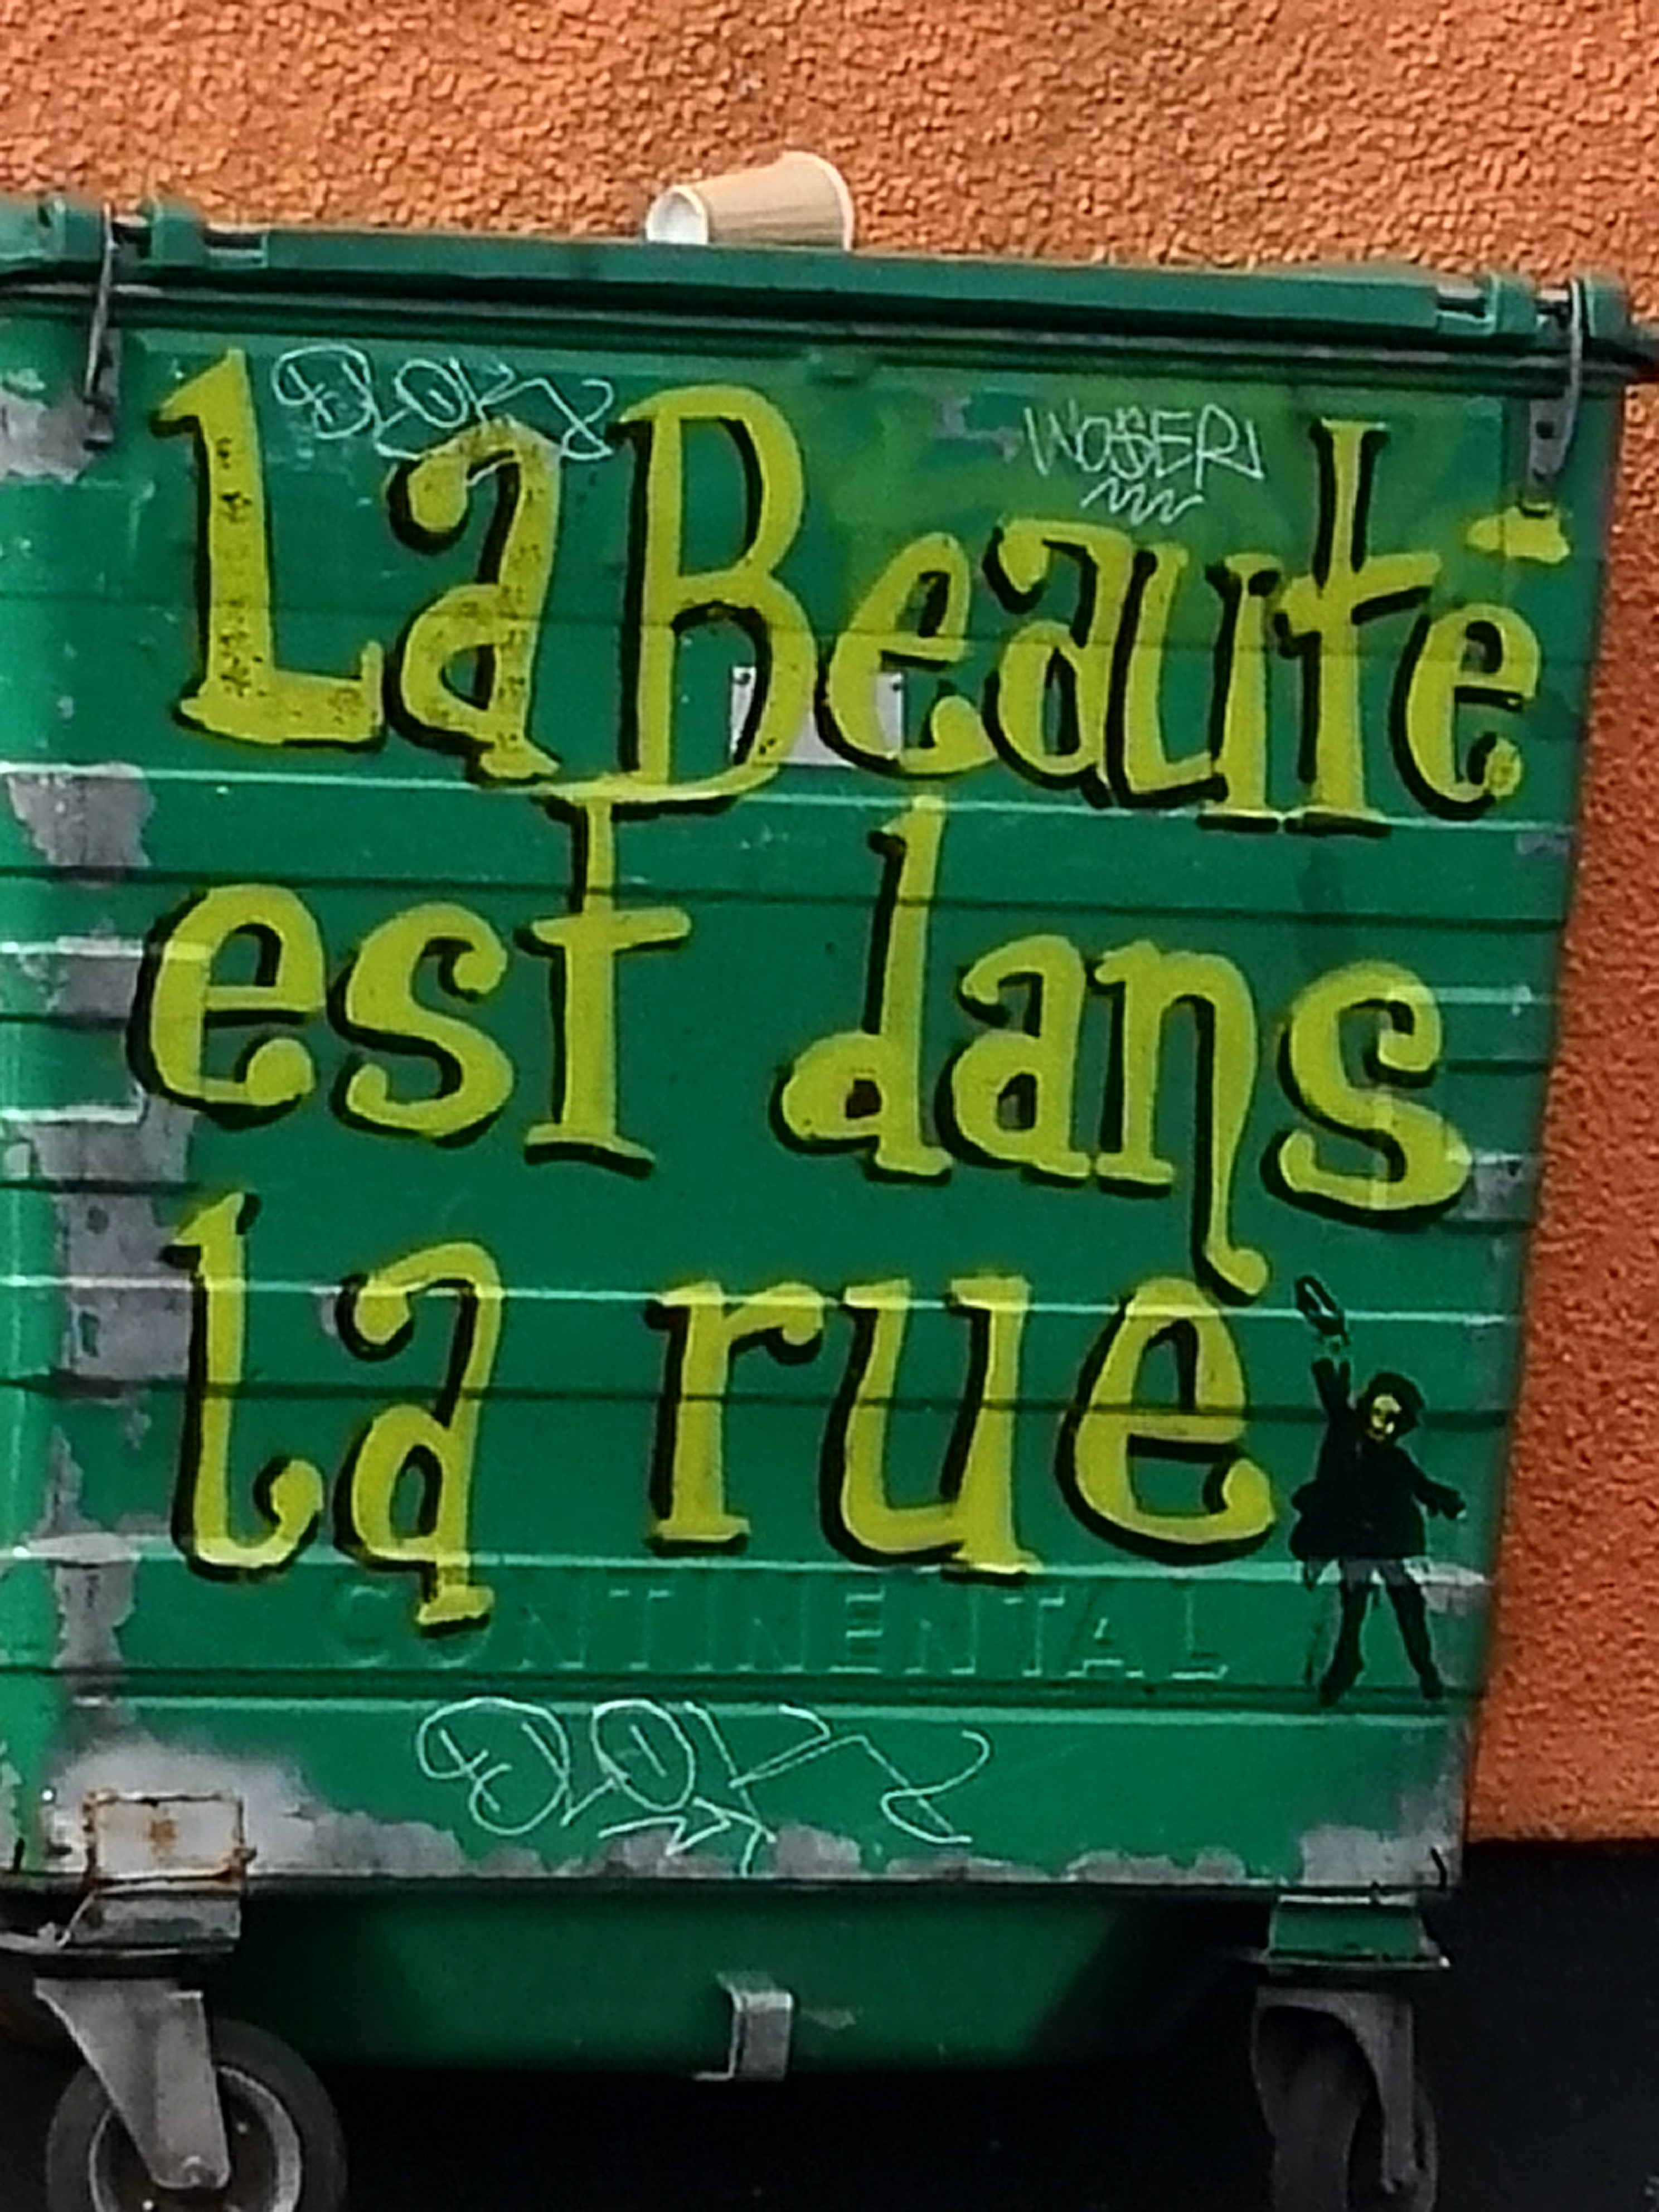 La Beauté
est dans
la rue
CONTINENTAL